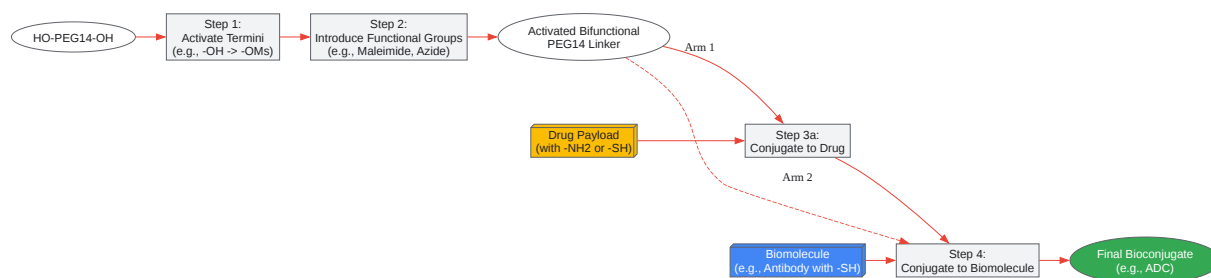 HO-PEG14-OH
Step 1:
Activate Termini
(e.g., -OH -> -OMs)
Step 2:
Introduce Functional Groups
(e.g., Maleimide, Azide)
Activated Bifunctional
PEG14 Linker
Arm 1
Drug Payload
(with -NH2 or -SH)
Step 3a:
Conjugate to Drug
Arm 2
Biomolecule
(e.g., Antibody with -SH)
Step 4:
Conjugate to Biomolecule
Final Bioconjugate
(e.g., ADC)